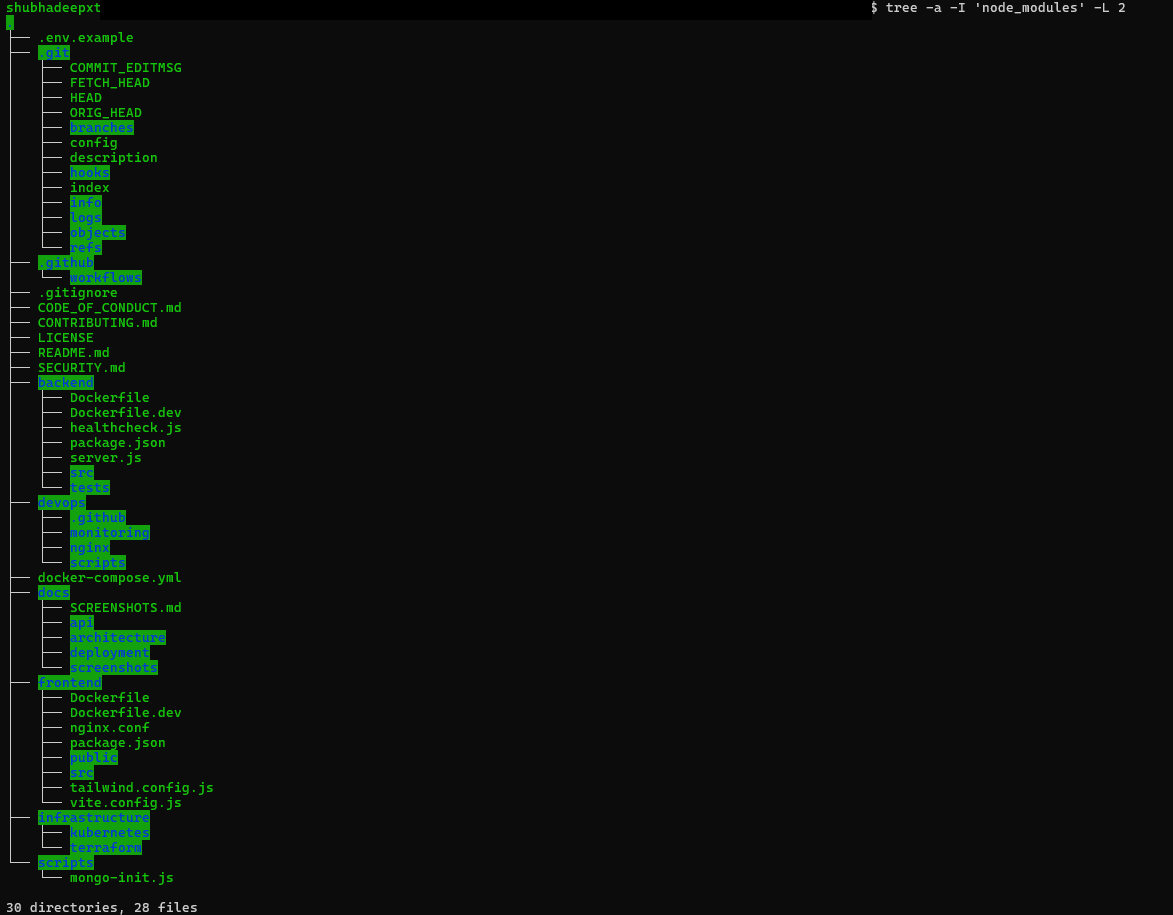 shubhadeepxt $ tree -a -I 'node_modules' -L 2
.
├── .env.example
├── .git
│   ├── COMMIT_EDITMSG
│   ├── FETCH_HEAD
│   ├── HEAD
│   ├── ORIG_HEAD
│   ├── branches
│   ├── config
│   ├── description
│   ├── hooks
│   ├── index
│   ├── info
│   ├── logs
│   ├── objects
│   └── refs
├── .github
│   └── workflows
├── .gitignore
├── CODE_OF_CONDUCT.md
├── CONTRIBUTING.md
├── LICENSE
├── README.md
├── SECURITY.md
├── backend
│   ├── Dockerfile
│   ├── Dockerfile.dev
│   ├── healthcheck.js
│   ├── package.json
│   ├── server.js
│   ├── src
│   └── tests
├── devops
│   ├── .github
│   ├── monitoring
│   ├── nginx
│   └── scripts
├── docker-compose.yml
├── docs
│   ├── SCREENSHOTS.md
│   ├── api
│   ├── architecture
│   ├── deployment
│   └── screenshots
├── frontend
│   ├── Dockerfile
│   ├── Dockerfile.dev
│   ├── nginx.conf
│   ├── package.json
│   ├── public
│   ├── src
│   ├── tailwind.config.js
│   └── vite.config.js
├── infrastructure
│   ├── kubernetes
│   └── terraform
└── scripts
    └── mongo-init.js
30 directories, 28 files